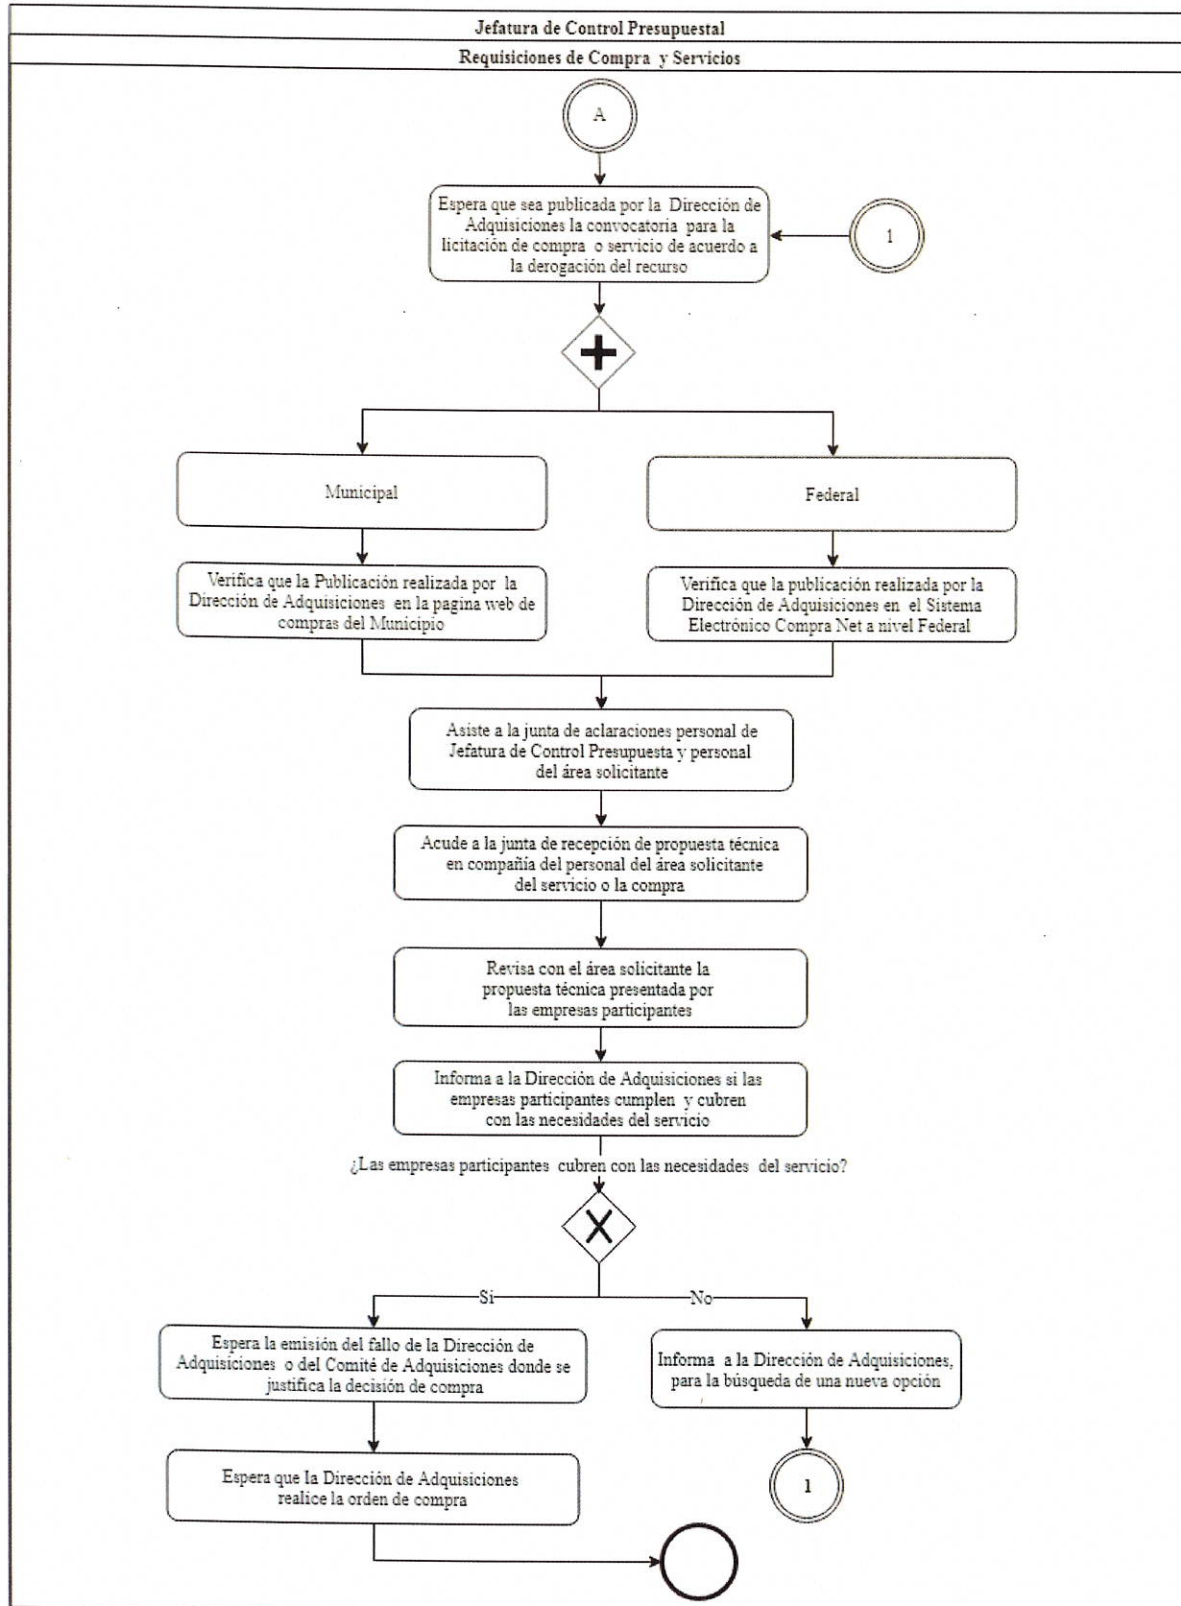 Jefatura de Control Presupuestal
Requisiciones de Compra y Servicios
A
Espera que sea publicada por la Dirección de
Adquisiciones la convocatoria para la
licitación de compra o servicio de acuerdo a
la derogación del recurso
1
Municipal
Federal
Verifica que la Publicación realizada por la
Dirección de Adquisiciones en la pagina web de
compras del Municipio
Verifica que la publicación realizada por la
Dirección de Adquisiciones en el Sistema
Electrónico Compra Net a nivel Federal
Asiste a la junta de aclaraciones personal de
Jefatura de Control Presupuesta y personal
del área solicitante
Acude a la junta de recepción de propuesta técnica
en compañía del personal del área solicitante
del servicio o la compra
Revisa con el área solicitante la
propuesta técnica presentada por
las empresas participantes
Informa a la Dirección de Adquisiciones si las
empresas participantes cumplen y cubren
con las necesidades del servicio
¿Las empresas participantes cubren con las necesidades del servicio?
Si
No
Espera la emisión del fallo de la Dirección de
Adquisiciones o del Comité de Adquisiciones donde se
justifica la decisión de compra
Informa a la Dirección de Adquisiciones,
para la búsqueda de una nueva opción
Espera que la Dirección de Adquisiciones
realice la orden de compra
1